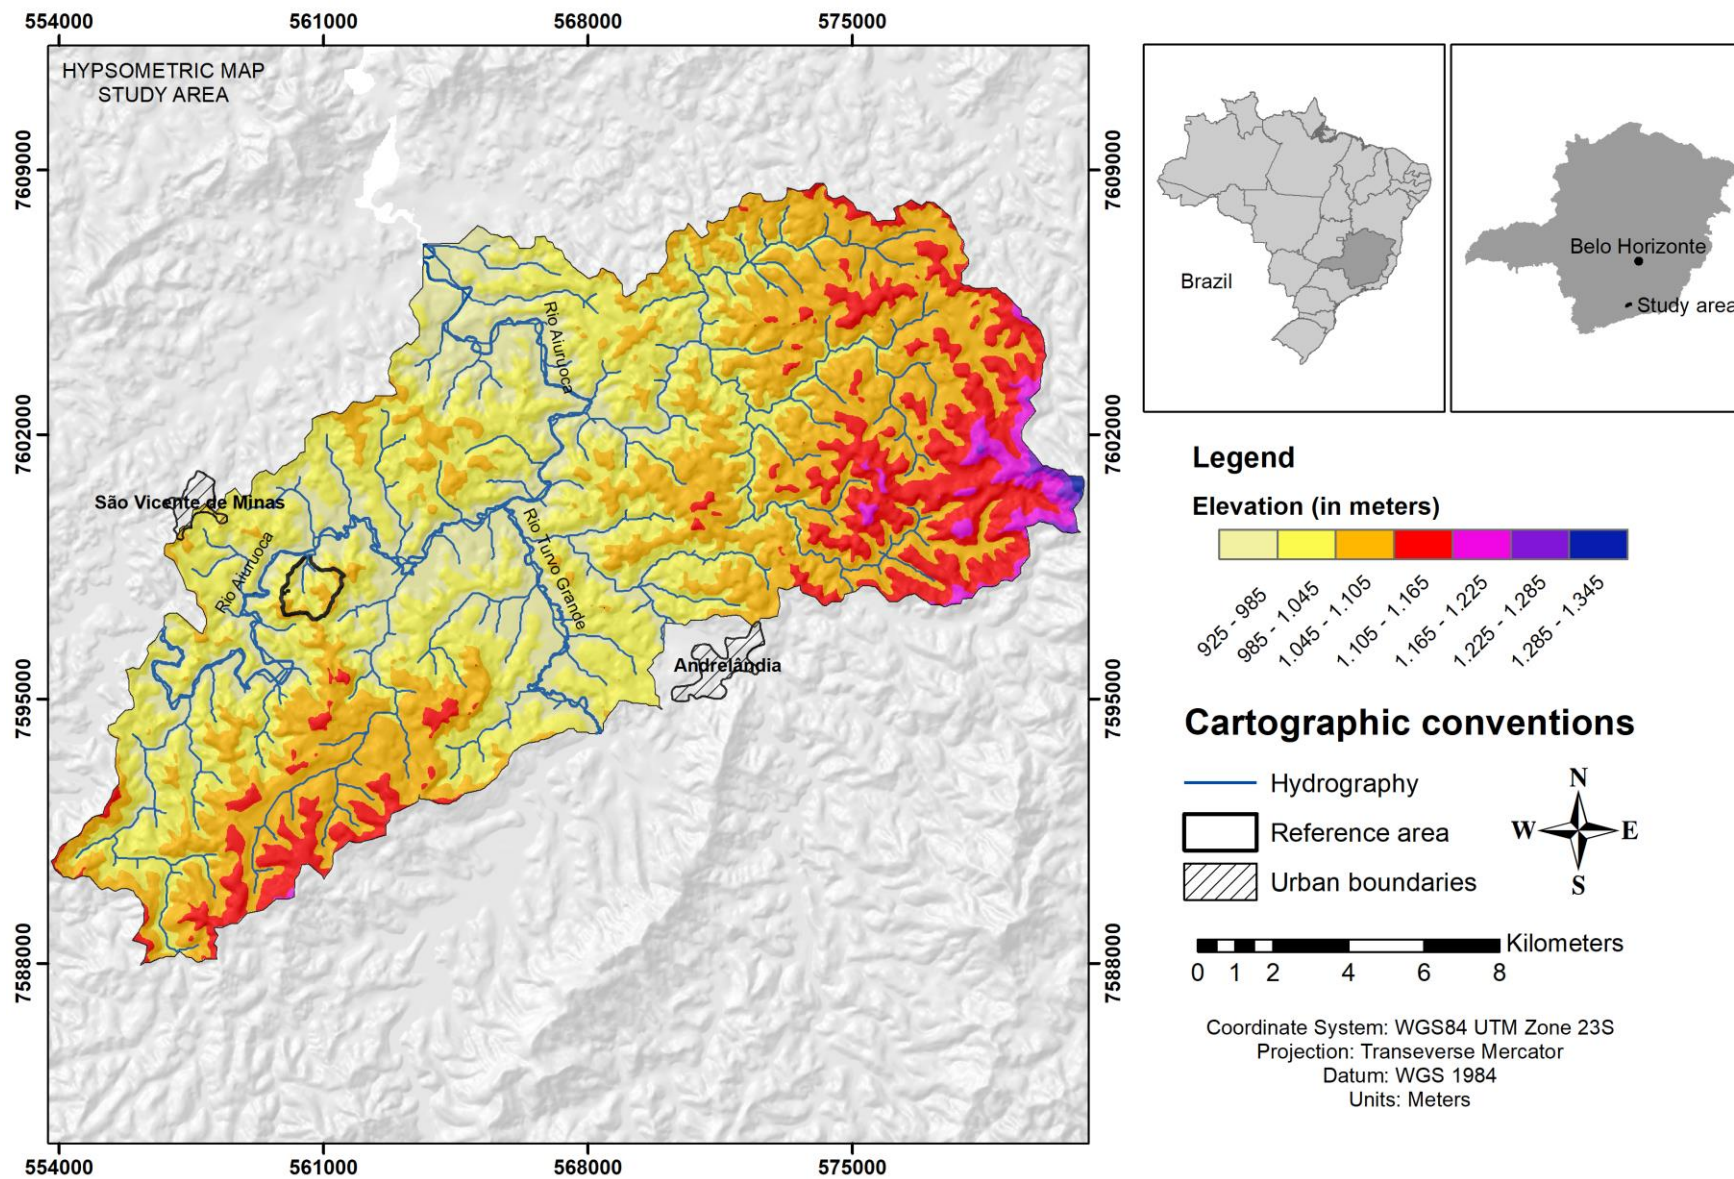 554000
561000
568000
575000
HYPSOMETRIC MAP
STUDY AREA
7609000
7602000
7595000
7588000
São Vicente de Minas
Rio Aiuruoca
Rio Aiuruoca
Rio Turvo Grande
Andrelândia
7609000
7602000
7595000
7588000
554000
561000
568000
575000
Brazil
Belo Horizonte
Study area
Legend
Elevation (in meters)
925 - 985
985 - 1.045
1.045 - 1.105
1.105 - 1.165
1.165 - 1.225
1.225 - 1.285
1.285 - 1.345
Cartographic conventions
Hydrography
Reference area
Urban boundaries
N
W
E
S
Kilometers
0 1 2 4 6 8
Coordinate System: WGS84 UTM Zone 23S
Projection: Transeverse Mercator
Datum: WGS 1984
Units: Meters